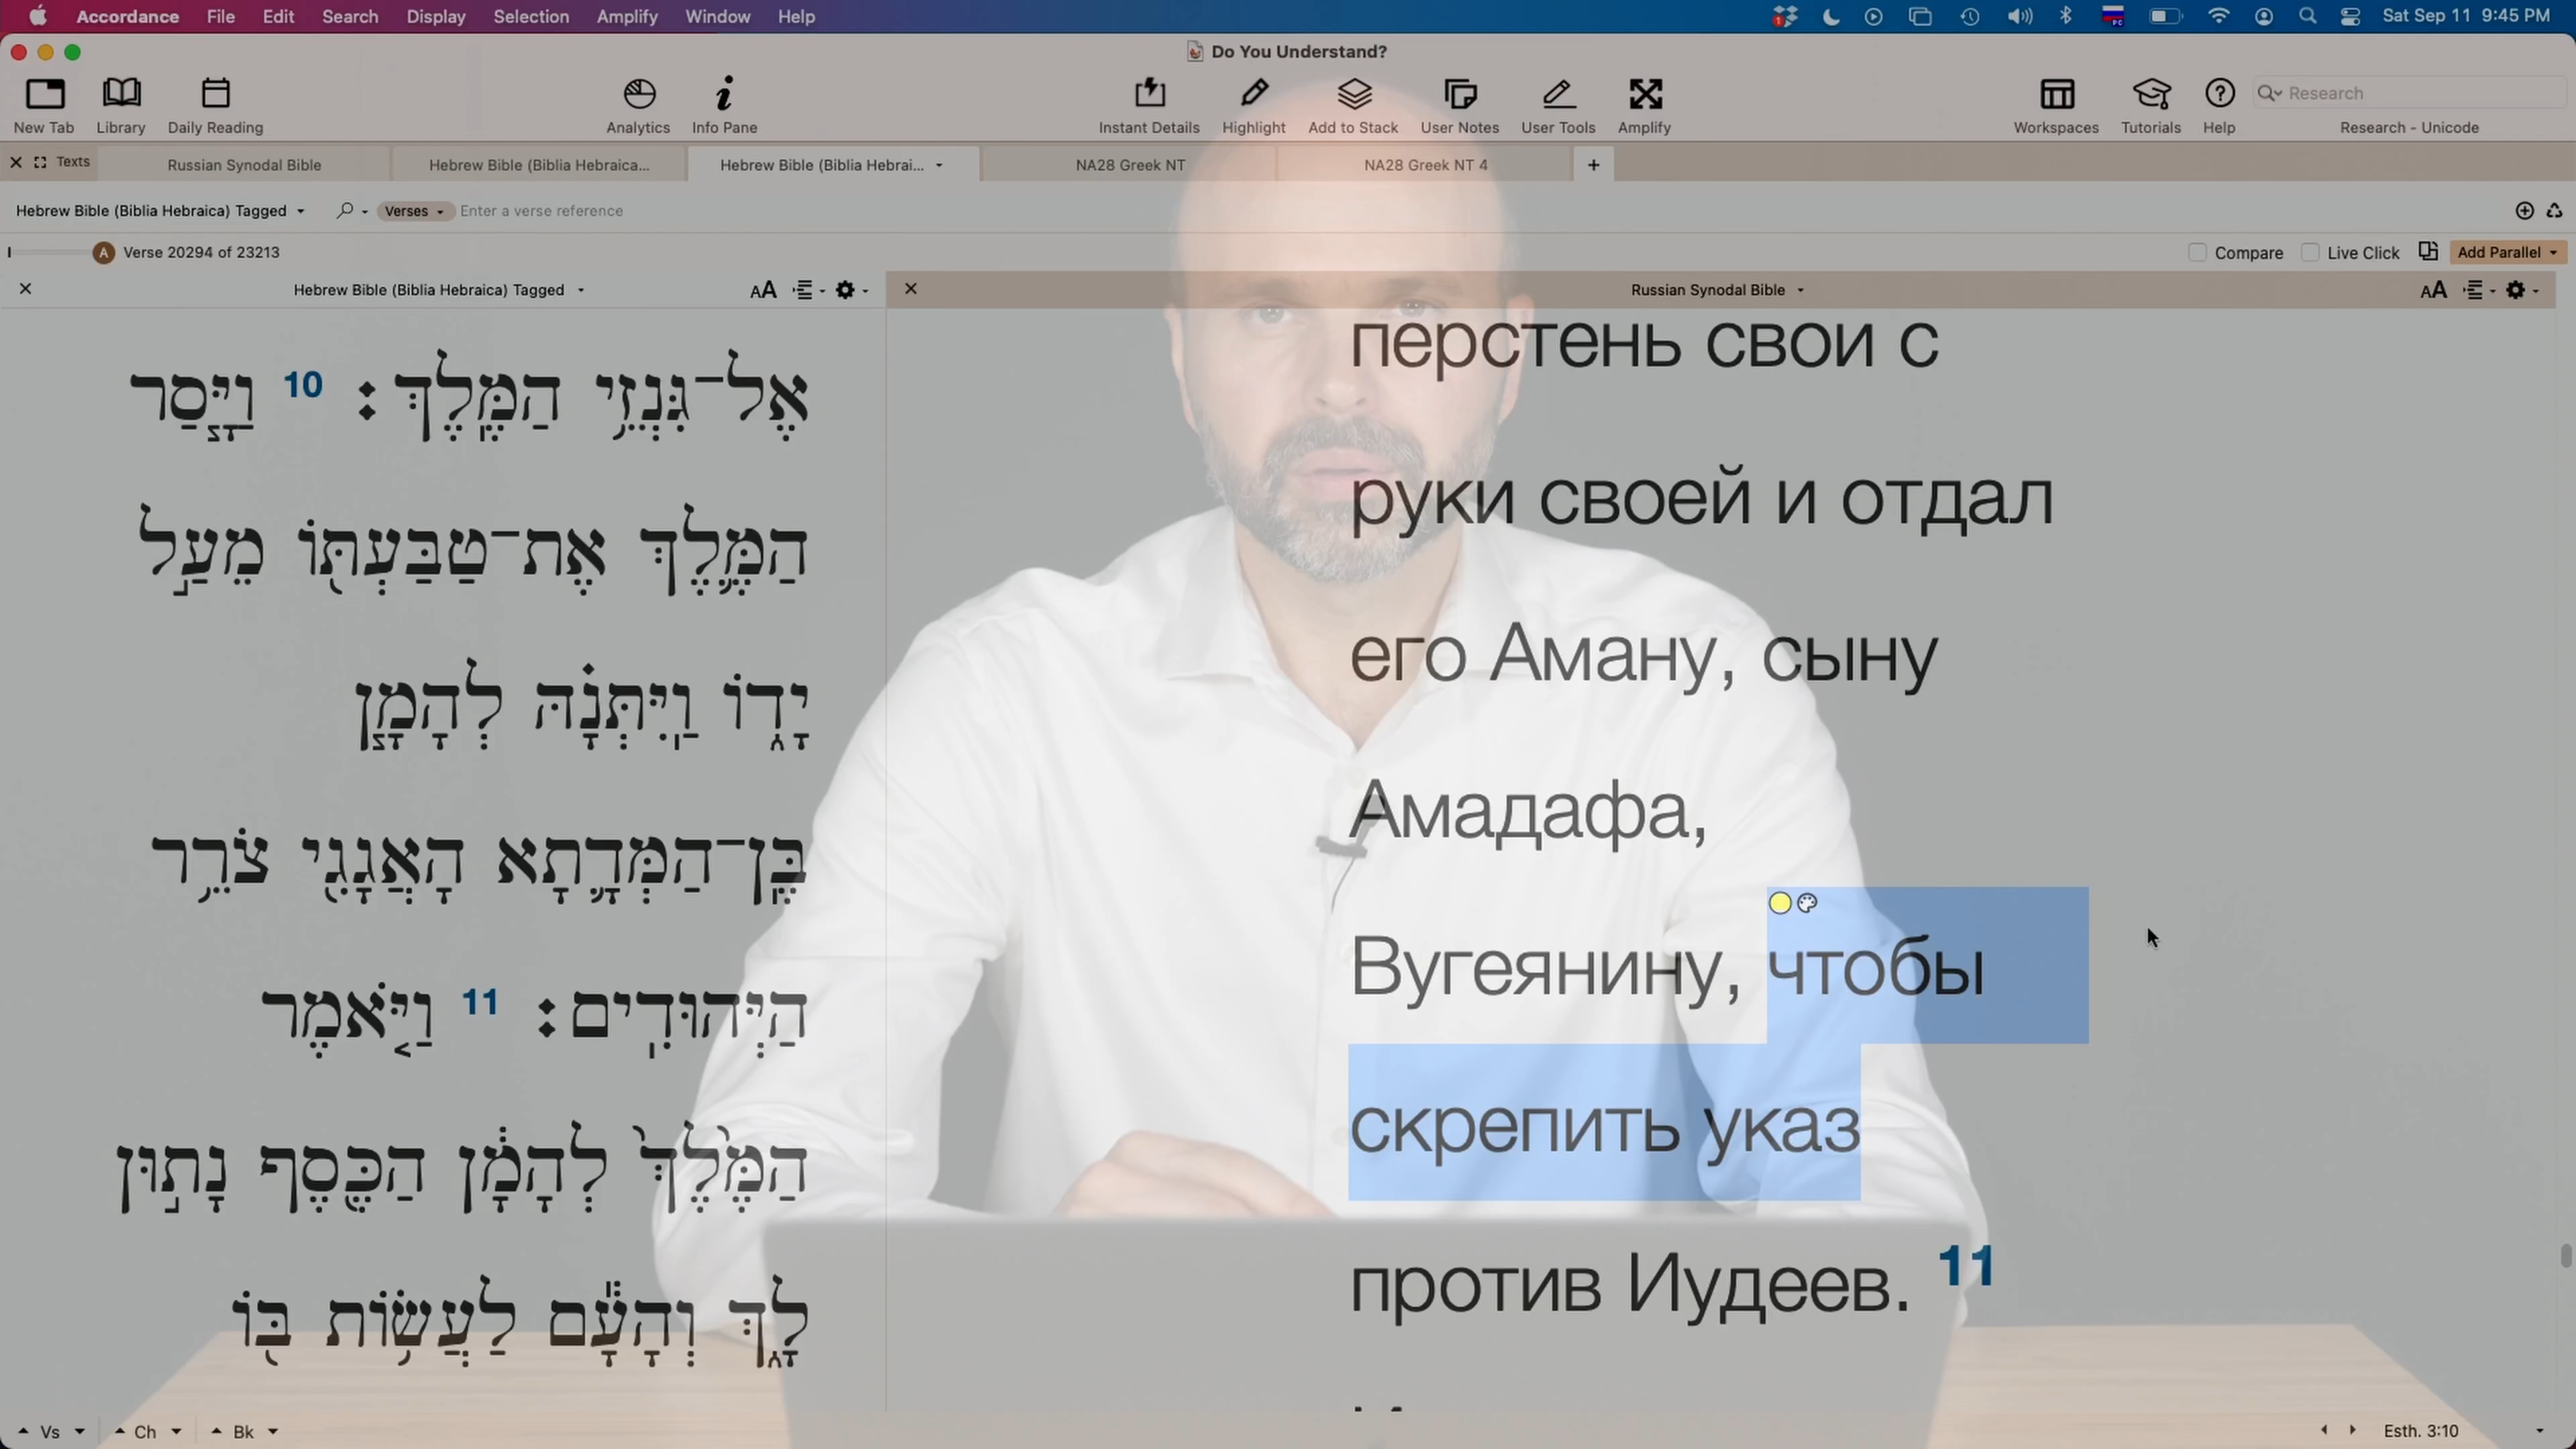 Accordance File Edit Search Display Selection Amplify Window Help Sat Sep 11 9:45 PM
Do You Understand?
New Tab Library Daily Reading Analytics Info Pane Instant Details Highlight Add to Stack User Notes User Tools Amplify Workspaces Tutorials Help Research
Research - Unicode
Texts Russian Synodal Bible Hebrew Bible (Biblia Hebraica... Hebrew Bible (Biblia Hebrai... NA28 Greek NT NA28 Greek NT 4 +
Hebrew Bible (Biblia Hebraica) Tagged Verses Enter a verse reference
A Verse 20294 of 23213 Compare Live Click Add Parallel
Hebrew Bible (Biblia Hebraica) Tagged
אֶל־גִּנְזֵ֥י הַמֶּֽלֶךְ׃ 10 וַיָּ֧סַר
הַמֶּ֛לֶךְ אֶת־טַבַּעְתּ֖וֹ מֵעַ֣ל
יָד֑וֹ וַֽיִּתְּנָ֗הּ לְהָמָ֧ן
בֶּֽן־הַמְּדָ֛תָא הָאֲגָגִ֖י צֹרֵ֥ר
הַיְּהוּדִֽים׃ 11 וַיֹּ֤אמֶר
הַמֶּ֙לֶךְ֙ לְהָמָ֔ן הַכֶּ֖סֶף נָת֣וּן
לָ֑ךְ וְהָעָ֕ם לַעֲשׂ֥וֹת בּ֖וֹ
Russian Synodal Bible
перстень свой с
руки своей и отдал
его Аману, сыну
Амадафа,
Вугеянину, чтобы
скрепить указ
против Иудеев. 11
Vs Ch Bk Esth. 3:10